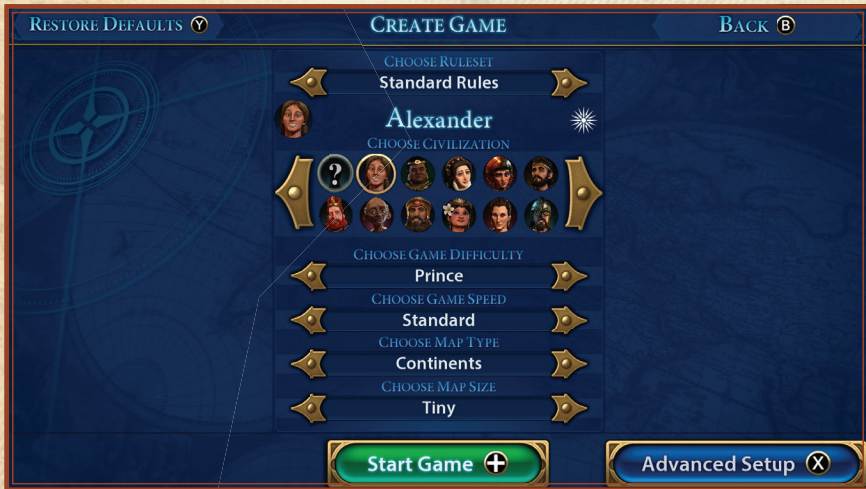 RESTORE DEFAULTS Y
CREATE GAME
BACK B
CHOOSE RULESET
Standard Rules
Alexander
CHOOSE CIVILIZATION
?
CHOOSE GAME DIFFICULTY
Prince
CHOOSE GAME SPEED
Standard
CHOOSE MAP TYPE
Continents
CHOOSE MAP SIZE
Tiny
Start Game +
Advanced Setup X